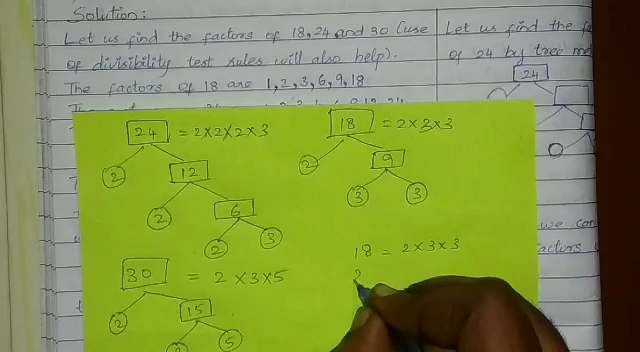 Solution:
Let us find the factors of 18, 24 and 30 (use
of divisibility test rules will also help).
The factors of 18 are 1, 2, 3, 6, 9, 18
Let us find the
of 24 by tree
24
24 = 2×2×2×3
2
12
2
6
2
3
18 = 2×3×3
2
9
3
3
30 = 2×3×5
2
15
5
18 = 2×3×3
2
we